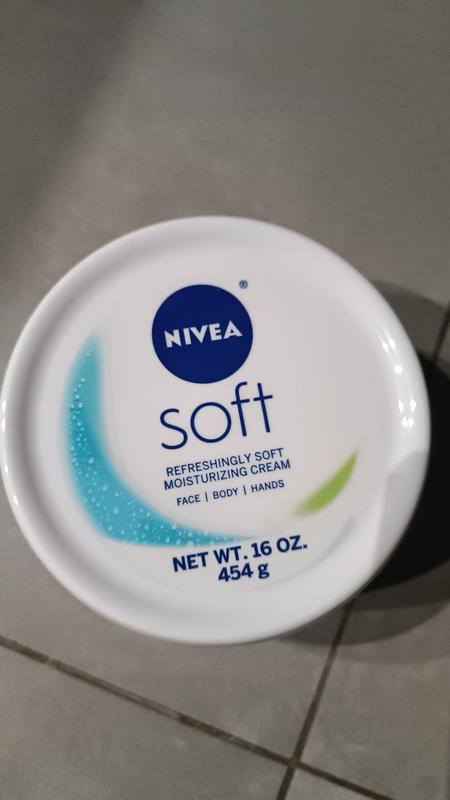 NIVEA®
soft
REFRESHINGLY SOFT
MOISTURIZING CREAM
FACE | BODY | HANDS
NET WT. 16 OZ.
454 g